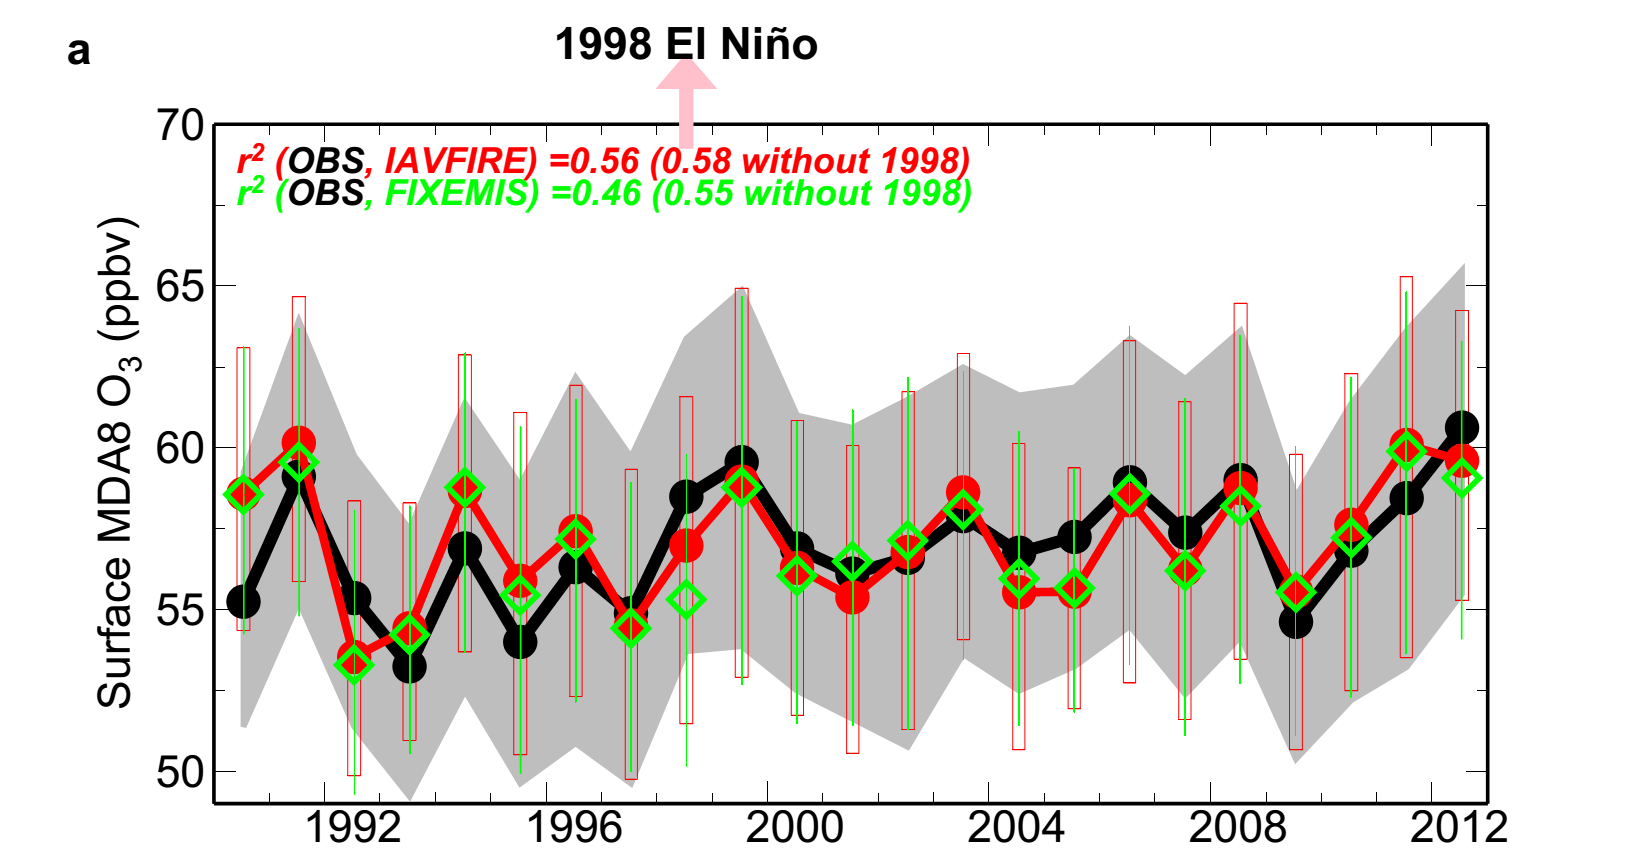 a
1998 El Niño
r² (OBS, IAVFIRE) =0.56 (0.58 without 1998)
r² (OBS, FIXEMIS) =0.46 (0.55 without 1998)
Surface MDA8 O₃ (ppbv)
70
65
60
55
50
1992 1996 2000 2004 2008 2012